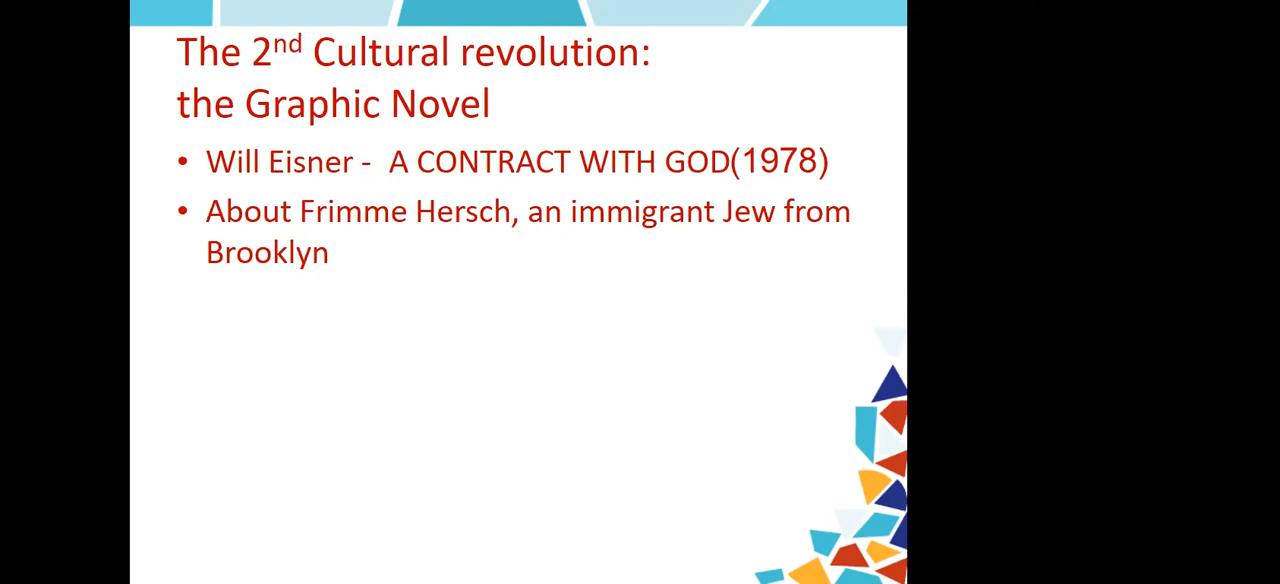 The 2nd Cultural revolution:
the Graphic Novel
• Will Eisner - A CONTRACT WITH GOD(1978)
• About Frimme Hersch, an immigrant Jew from
Brooklyn